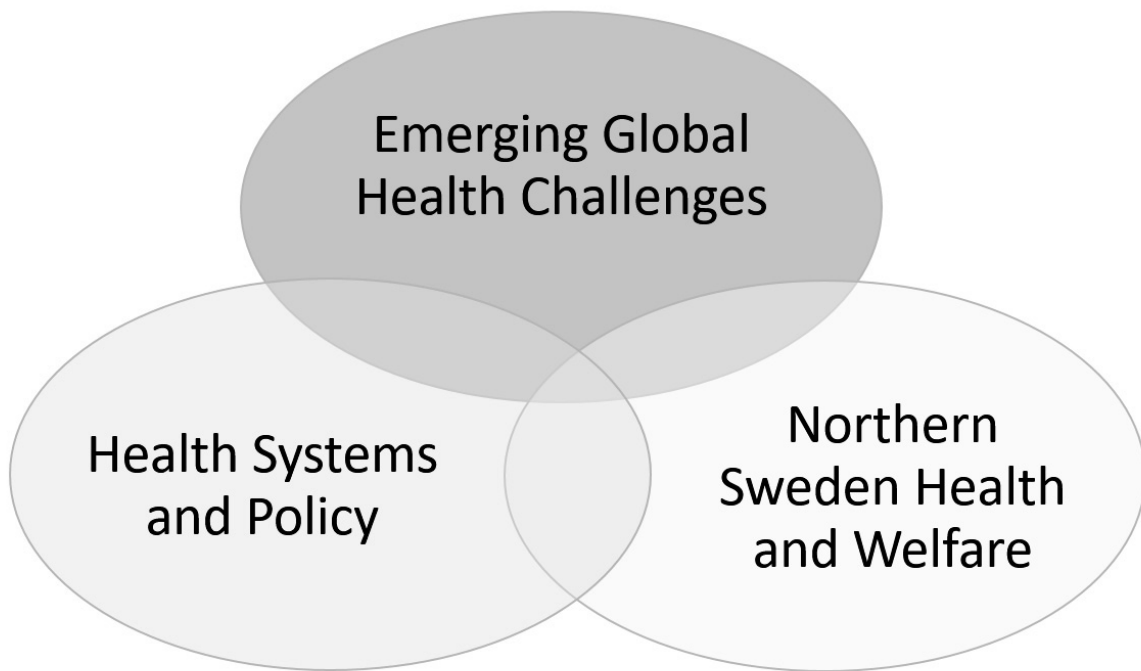 Emerging Global
Health Challenges
Health Systems
and Policy
Northern
Sweden Health
and Welfare